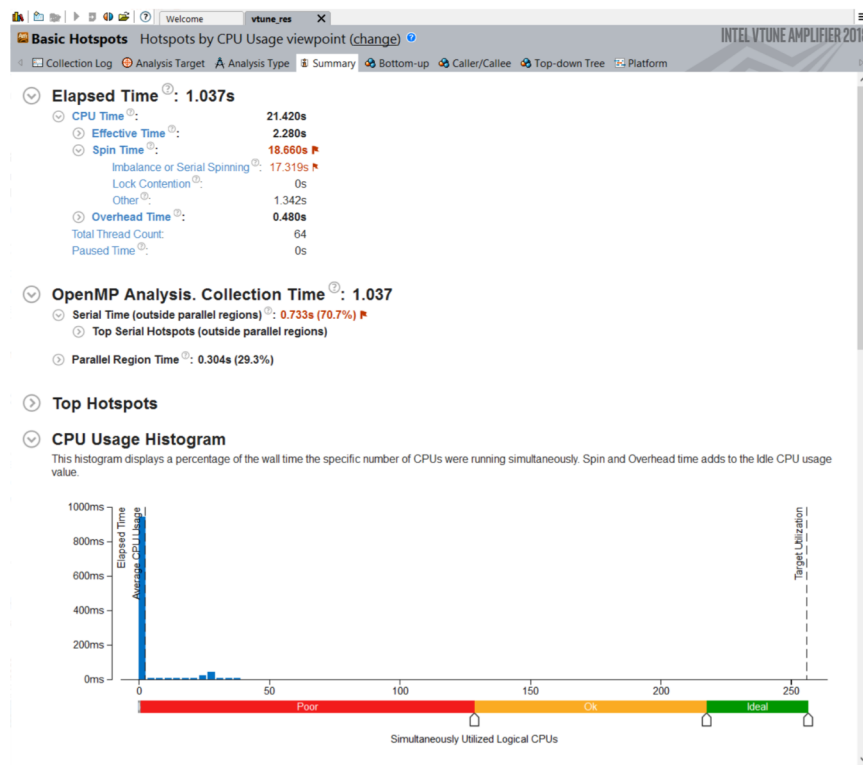 Welcome
vtune_res
X
Basic Hotspots Hotspots by CPU Usage viewpoint (change) ?
INTEL VTUNE AMPLIFIER 2018
Collection Log Analysis Target Analysis Type Summary Bottom-up Caller/Callee Top-down Tree Platform
Elapsed Time ?: 1.037s
CPU Time ?: 21.420s
Effective Time ?: 2.280s
Spin Time ?: 18.660s
Imbalance or Serial Spinning ?: 17.319s
Lock Contention ?: 0s
Other ?: 1.342s
Overhead Time ?: 0.480s
Total Thread Count: 64
Paused Time ?: 0s
OpenMP Analysis. Collection Time ?: 1.037
Serial Time (outside parallel regions) ?: 0.733s (70.7%)
Top Serial Hotspots (outside parallel regions)
Parallel Region Time ?: 0.304s (29.3%)
Top Hotspots
CPU Usage Histogram
This histogram displays a percentage of the wall time the specific number of CPUs were running simultaneously. Spin and Overhead time adds to the Idle CPU usage
value.
1000ms
800ms
600ms
400ms
200ms
0ms
Elapsed Time
Average CPU Usage
Target Utilization
0 50 100 150 200 250
Poor Ok Ideal
Simultaneously Utilized Logical CPUs